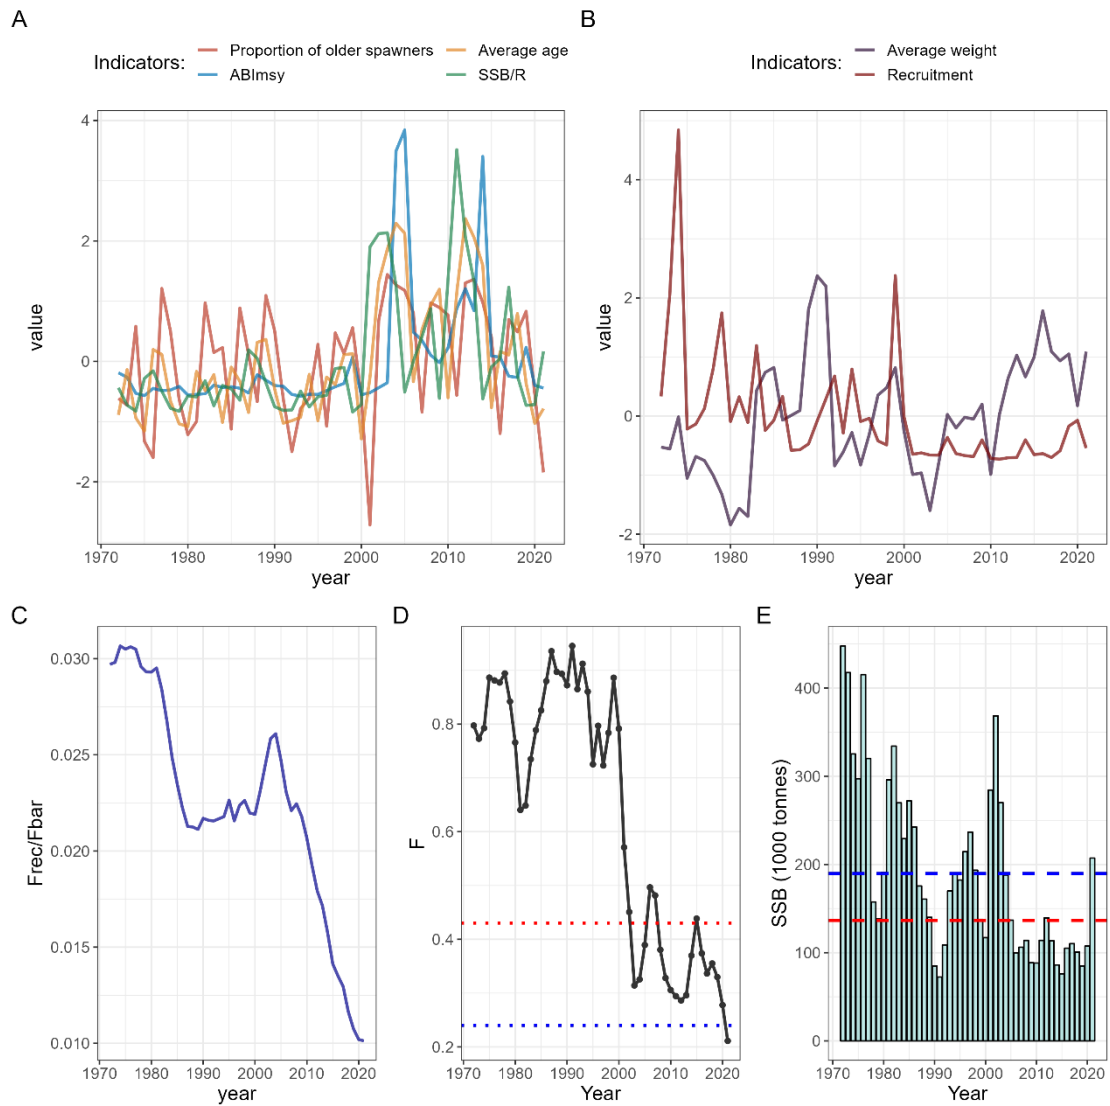 A
B
Indicators:
Proportion of older spawners
Average age
ABImsy
SSB/R
Indicators:
Average weight
Recruitment
value
4
2
0
-2
1970
1980
1990
2000
2010
2020
year
value
4
2
0
-2
1970
1980
1990
2000
2010
2020
year
C
D
E
Frec/Fbar
0.030
0.025
0.020
0.015
0.010
1970
1980
1990
2000
2010
2020
year
F
0.8
0.6
0.4
0.2
1970
1980
1990
2000
2010
2020
Year
SSB (1000 tonnes)
400
300
200
100
0
1970
1980
1990
2000
2010
2020
Year